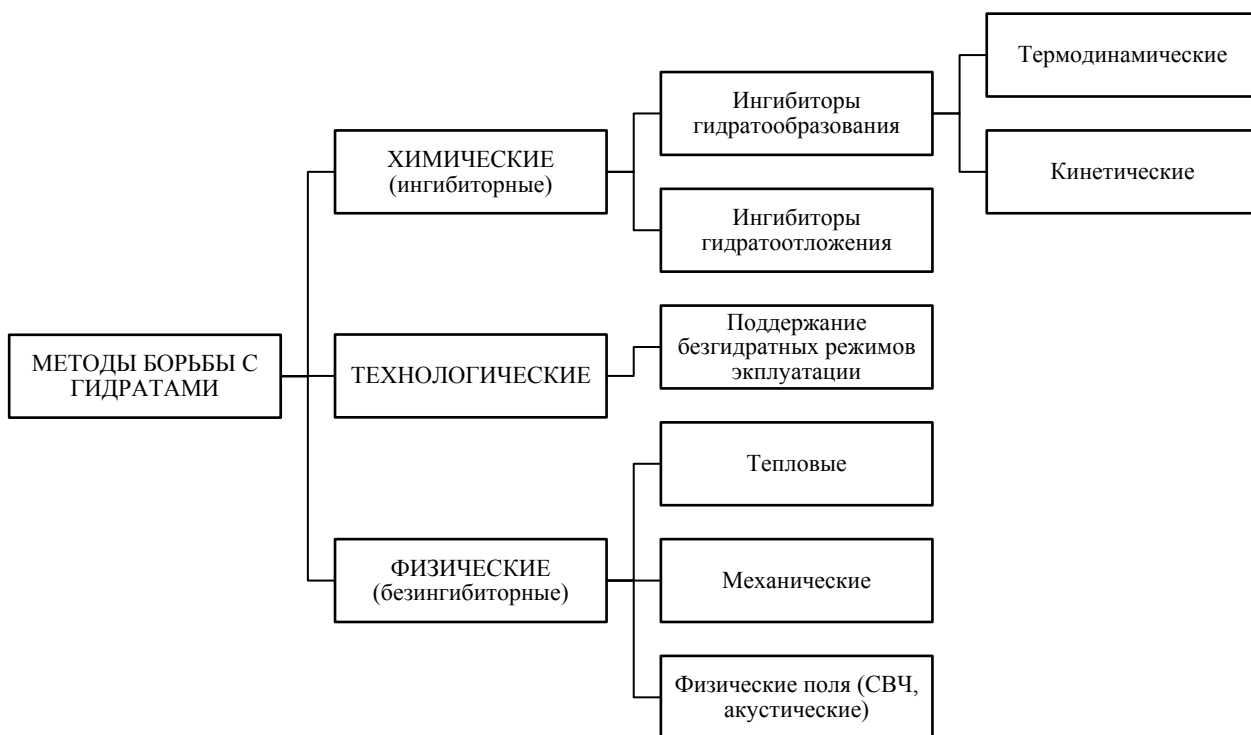 МЕТОДЫ БОРЬБЫ С
ГИДРАТАМИ
ХИМИЧЕСКИЕ
(ингибиторные)
Ингибиторы
гидратообразования
Термодинамические
Кинетические
Ингибиторы
гидратоотложения
ТЕХНОЛОГИЧЕСКИЕ
Поддержание
безгидратных режимов
экплуатации
ФИЗИЧЕСКИЕ
(безингибиторные)
Тепловые
Механические
Физические поля (СВЧ,
акустические)